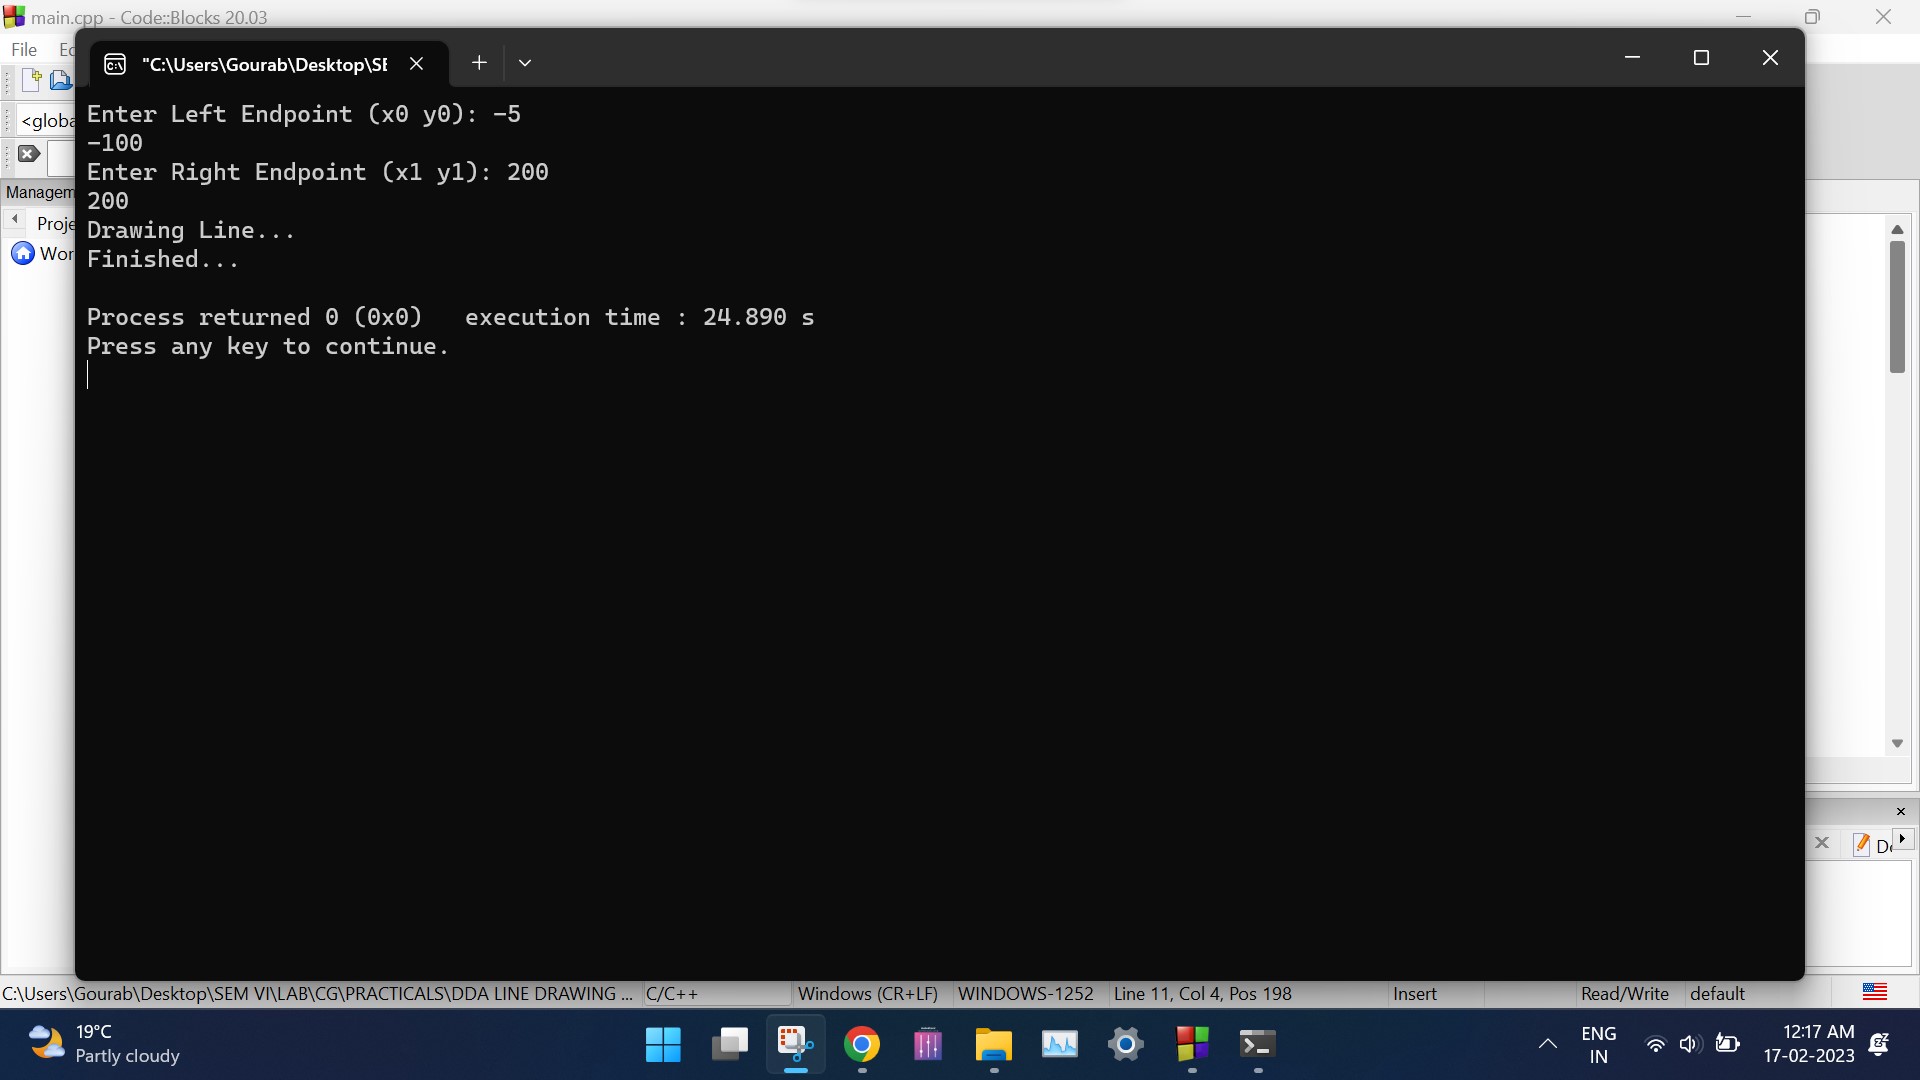 main.cpp - Code::Blocks 20.03
File
"C:\Users\Gourab\Desktop\SE
Enter Left Endpoint (x0 y0): -5
-100
Enter Right Endpoint (x1 y1): 200
200
Drawing Line...
Finished...
Process returned 0 (0x0)   execution time : 24.890 s
Press any key to continue.
<globa
Managem
Proje
Wor
C:\Users\Gourab\Desktop\SEM VI\LAB\CG\PRACTICALS\DDA LINE DRAWING ... C/C++ Windows (CR+LF) WINDOWS-1252 Line 11, Col 4, Pos 198 Insert Read/Write default
19°C
Partly cloudy
ENG
IN
12:17 AM
17-02-2023